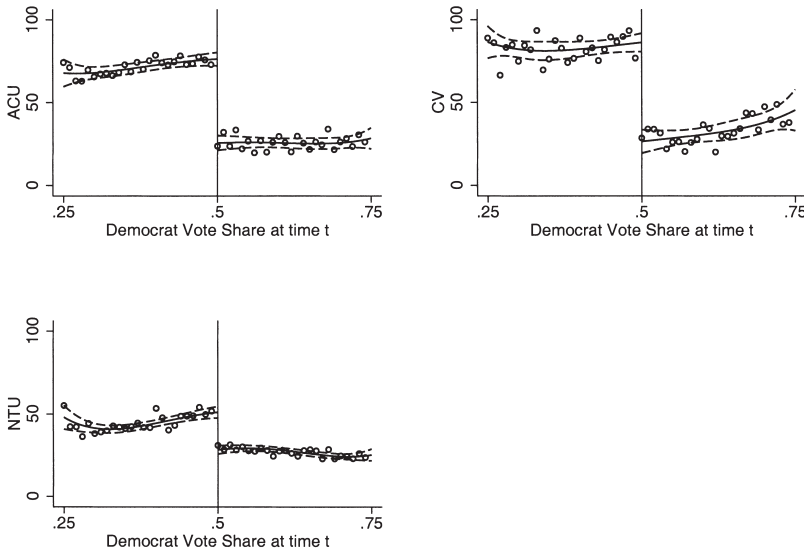 100
ACU
50
0
.25 .5 .75
Democrat Vote Share at time t
100
CV
50
0
.25 .5 .75
Democrat Vote Share at time t
100
NTU
50
0
.25 .5 .75
Democrat Vote Share at time t